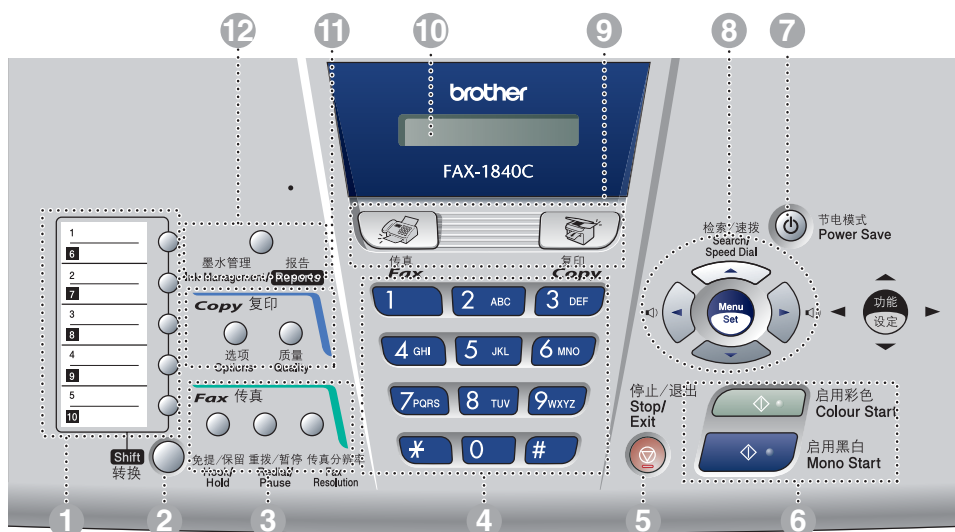 12
11
10
9
8
7
brother
FAX-1840C
1
6
2
7
3
8
4
9
5
10
Shift
转换
墨水管理
报告
Ink Management/
Reports
Copy 复印
选项
Options
质量
Quality
Fax 传真
免提/保留
Hook/
Hold
重拨/暂停
Redial/
Pause
传真分辨率
Fax
Resolution
传真
Fax
复印
Copy
1
2 ABC
3 DEF
4 GHI
5 JKL
6 MNO
7 PQRS
8 TUV
9 WXYZ
*
0
#
检索/速拨
Search/
Speed Dial
Menu
Set
节电模式
Power Save
功能
设定
停止/退出
Stop/
Exit
启用彩色
Colour Start
启用黑白
Mono Start
1
2
3
4
5
6